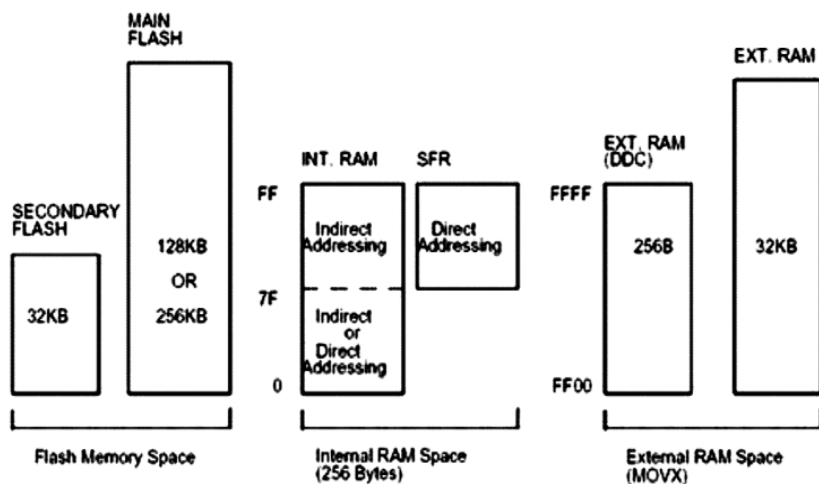 MAIN
FLASH
SECONDARY
FLASH
32KB
128KB
OR
256KB
Flash Memory Space
INT. RAM
SFR
FF
7F
0
Indirect
Addressing
Indirect
or
Direct
Addressing
Direct
Addressing
Internal RAM Space
(256 Bytes)
EXT. RAM
(DDC)
EXT. RAM
FFFF
FF00
256B
32KB
External RAM Space
(MOVX)